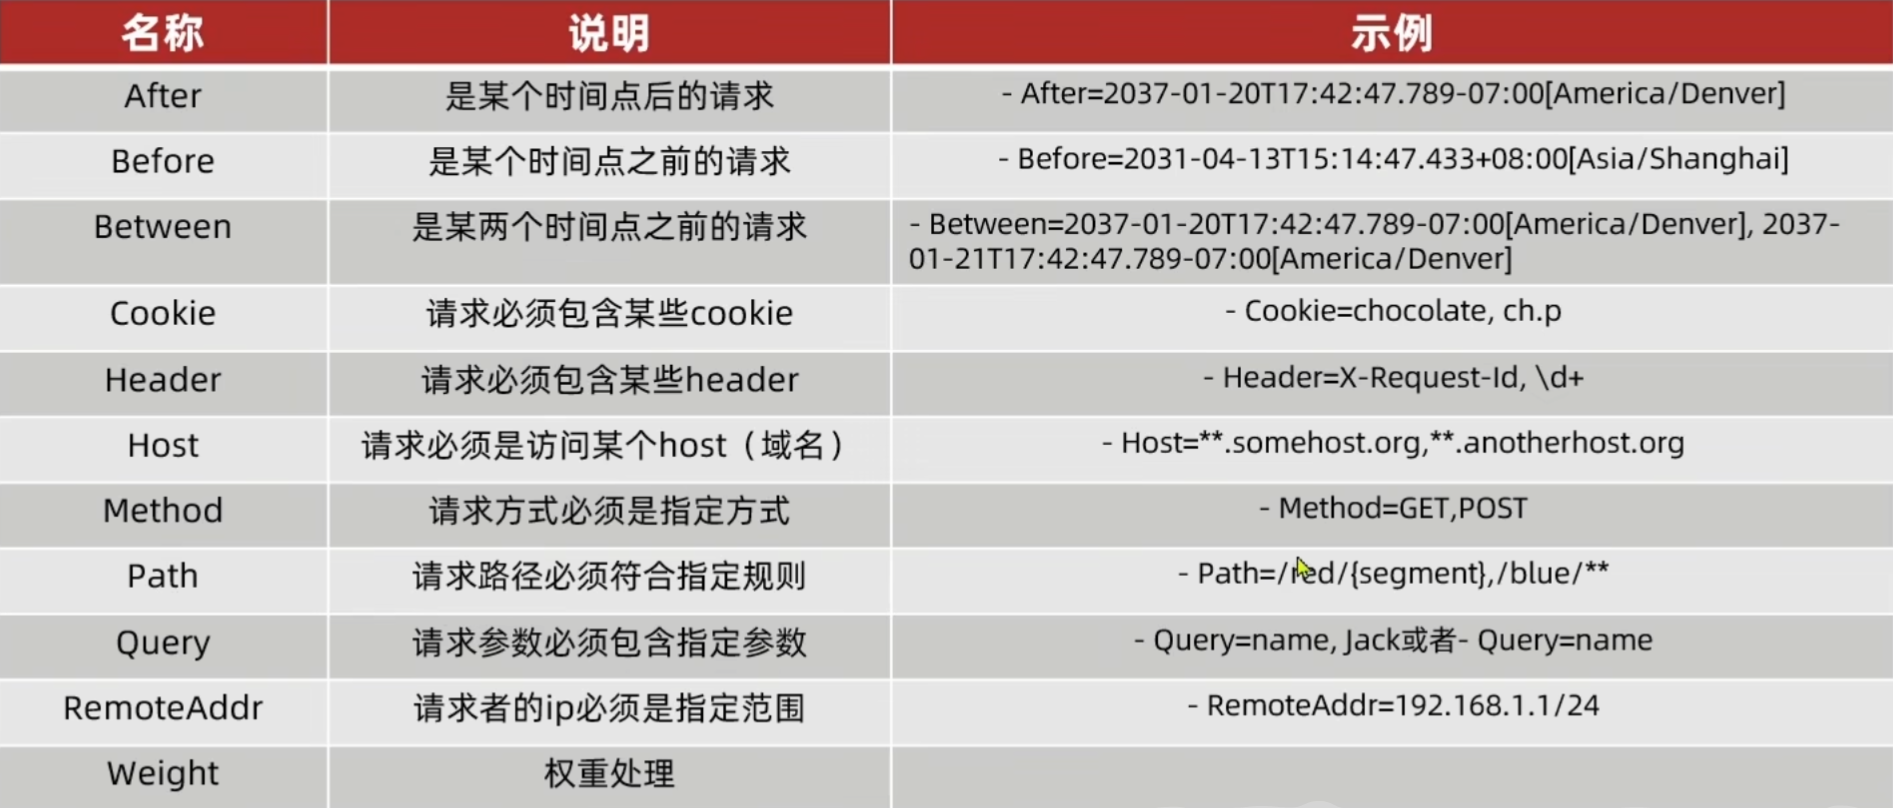 名称 说明 示例
After 是某个时间点后的请求 - After=2037-01-20T17:42:47.789-07:00[America/Denver]
Before 是某个时间点之前的请求 - Before=2031-04-13T15:14:47.433+08:00[Asia/Shanghai]
Between 是某两个时间点之前的请求 - Between=2037-01-20T17:42:47.789-07:00[America/Denver], 2037-
01-21T17:42:47.789-07:00[America/Denver]
Cookie 请求必须包含某些cookie - Cookie=chocolate, ch.p
Header 请求必须包含某些header - Header=X-Request-Id, \d+
Host 请求必须是访问某个host（域名） - Host=**.somehost.org,**.anotherhost.org
Method 请求方式必须是指定方式 - Method=GET,POST
Path 请求路径必须符合指定规则 - Path=/red/{segment},/blue/**
Query 请求参数必须包含指定参数 - Query=name, Jack或者- Query=name
RemoteAddr 请求者的ip必须是指定范围 - RemoteAddr=192.168.1.1/24
Weight 权重处理